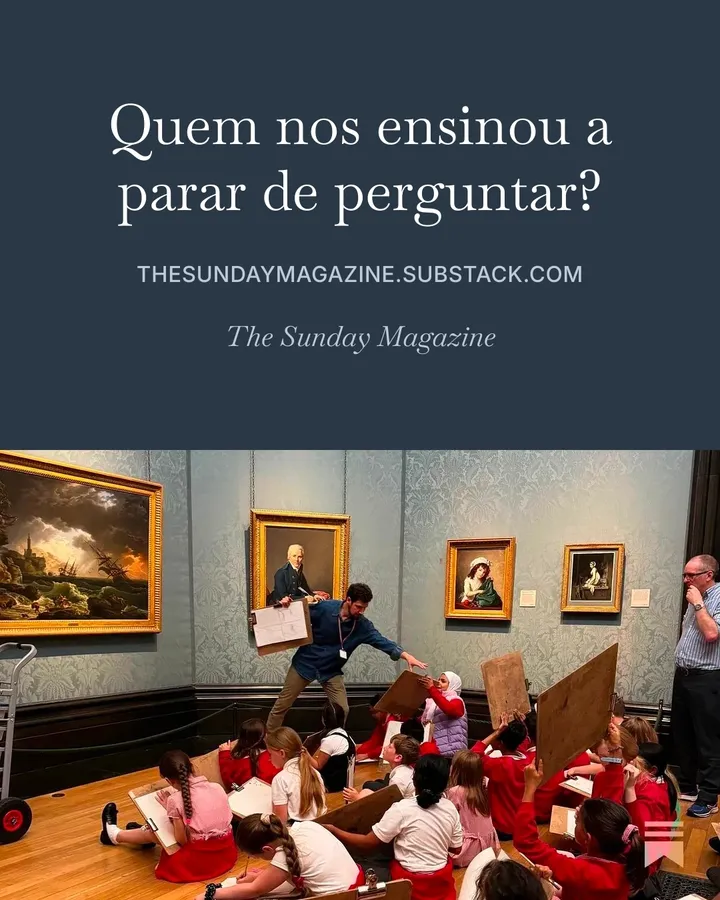 Quem nos ensinou a
parar de perguntar?
THESUNDAYMAGAZINE.SUBSTACK.COM
The Sunday Magazine